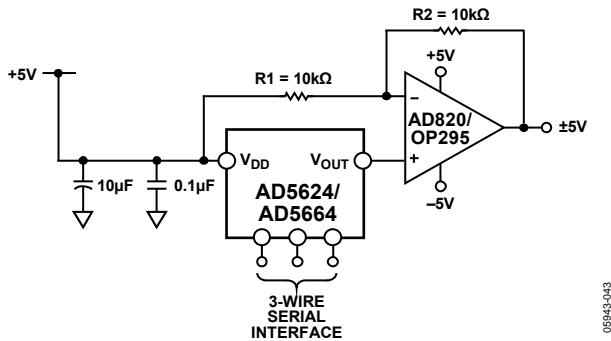 R2 = 10kΩ
+5V
R1 = 10kΩ
+5V
–
AD820/
OP295
+
±5V
–5V
10µF
0.1µF
VDD
VOUT
AD5624/
AD5664
3-WIRE
SERIAL
INTERFACE
05943-043